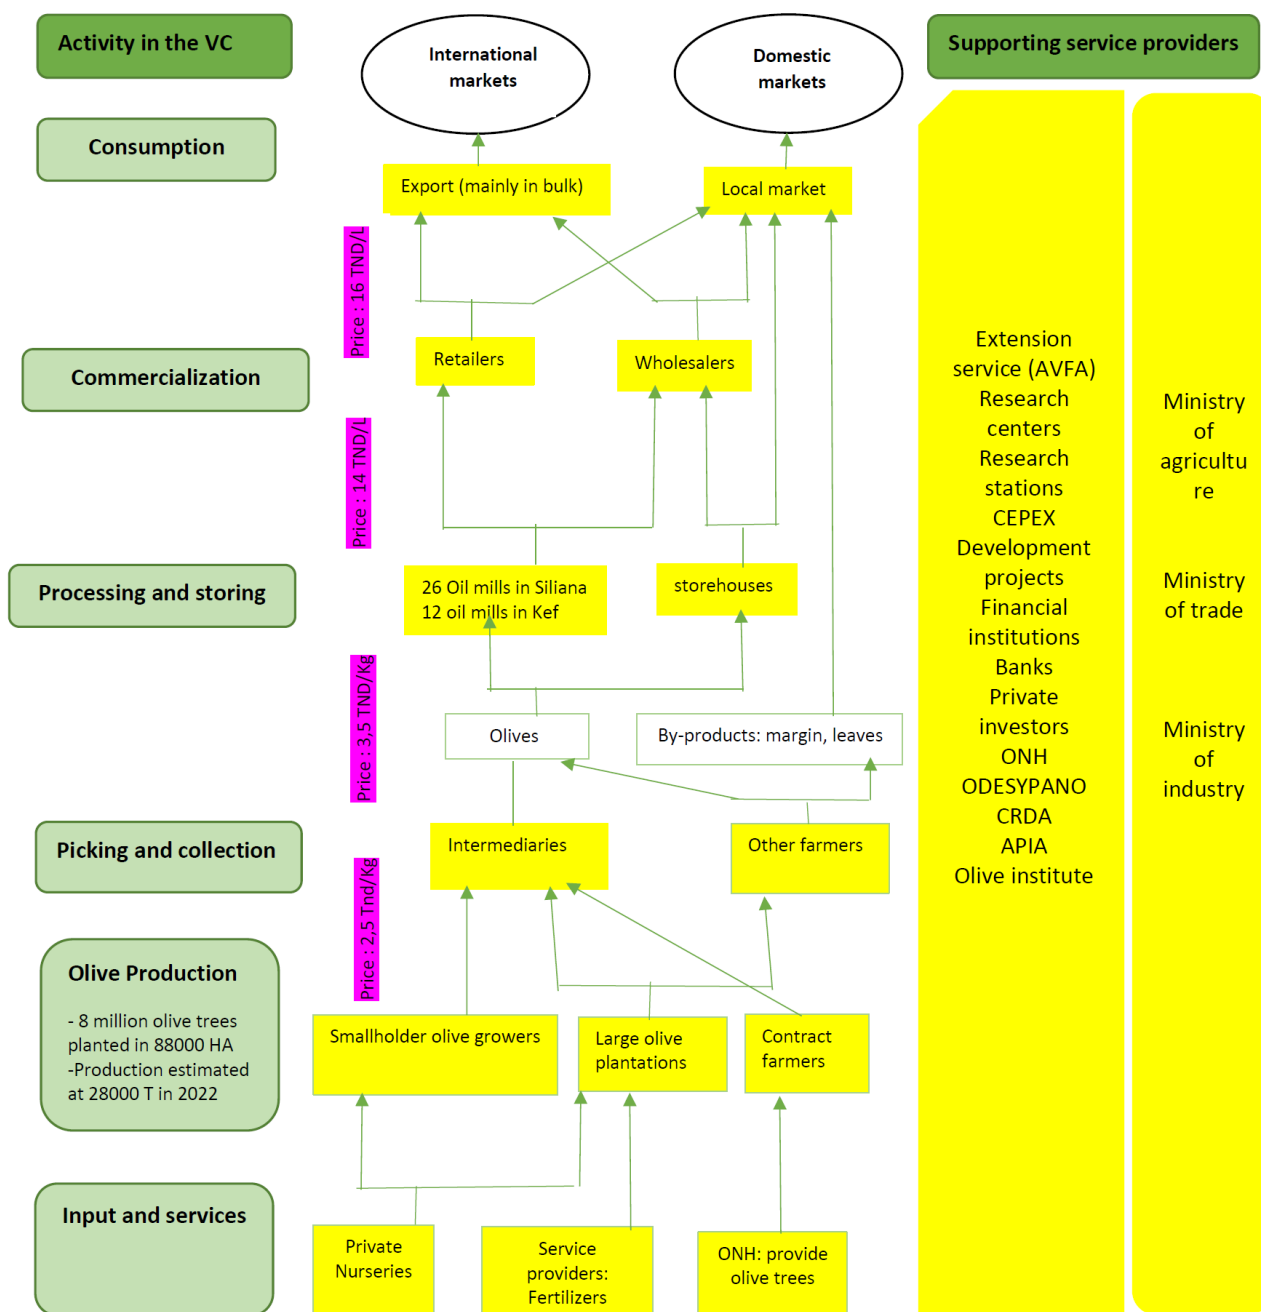 Activity in the VC
International
markets
Domestic
markets
Supporting service providers
Consumption
Export (mainly in bulk)
Local market
Price : 16 TND/L
Retailers
Wholesalers
Commercialization
Price : 14 TND/L
26 Oil mills in Siliana
12 oil mills in Kef
storehouses
Processing and storing
Price : 3,5 TND/Kg
Olives
By-products: margin, leaves
Picking and collection
Intermediaries
Other farmers
Price : 2,5 Tnd/Kg
Olive Production
- 8 million olive trees
planted in 88000 HA
-Production estimated
at 28000 T in 2022
Smallholder olive growers
Large olive
plantations
Contract
farmers
Input and services
Private
Nurseries
Service
providers:
Fertilizers
ONH: provide
olive trees
Extension
service (AVFA)
Research
centers
Research
stations
CEPEX
Development
projects
Financial
institutions
Banks
Private
investors
ONH
ODESYPANO
CRDA
APIA
Olive institute
Ministry
of
agricultu
re
Ministry
of trade
Ministry
of
industry